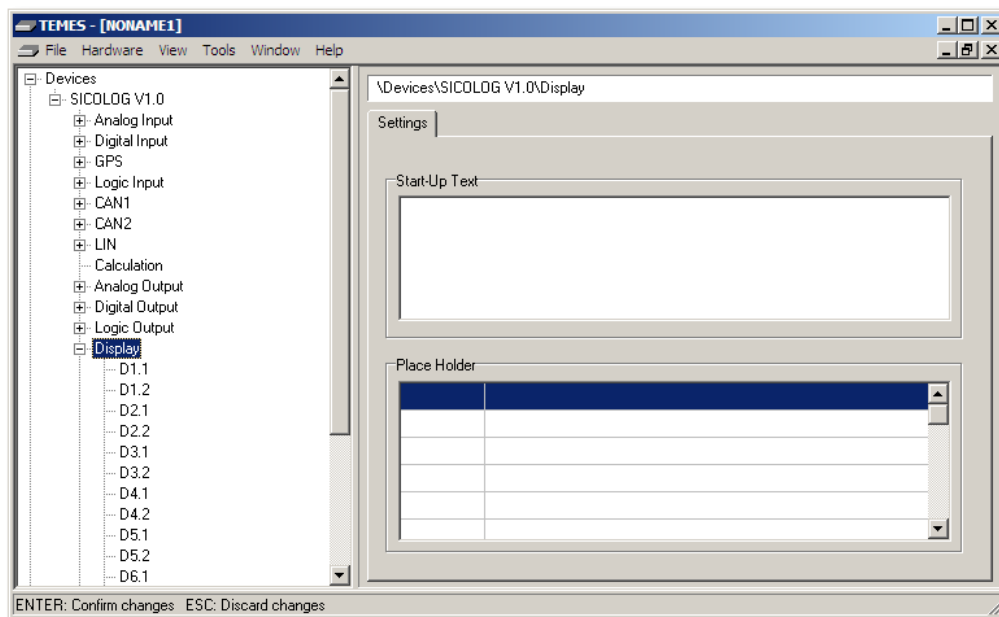 TEMES - [NONAME1]
File Hardware View Tools Window Help
Devices
SICOLOG V1.0
Analog Input
Digital Input
GPS
Logic Input
CAN1
CAN2
LIN
Calculation
Analog Output
Digital Output
Logic Output
Display
D1.1
D1.2
D2.1
D2.2
D3.1
D3.2
D4.1
D4.2
D5.1
D5.2
D6.1
\Devices\SICOLOG V1.0\Display
Settings
Start-Up Text
Place Holder
ENTER: Confirm changes ESC: Discard changes